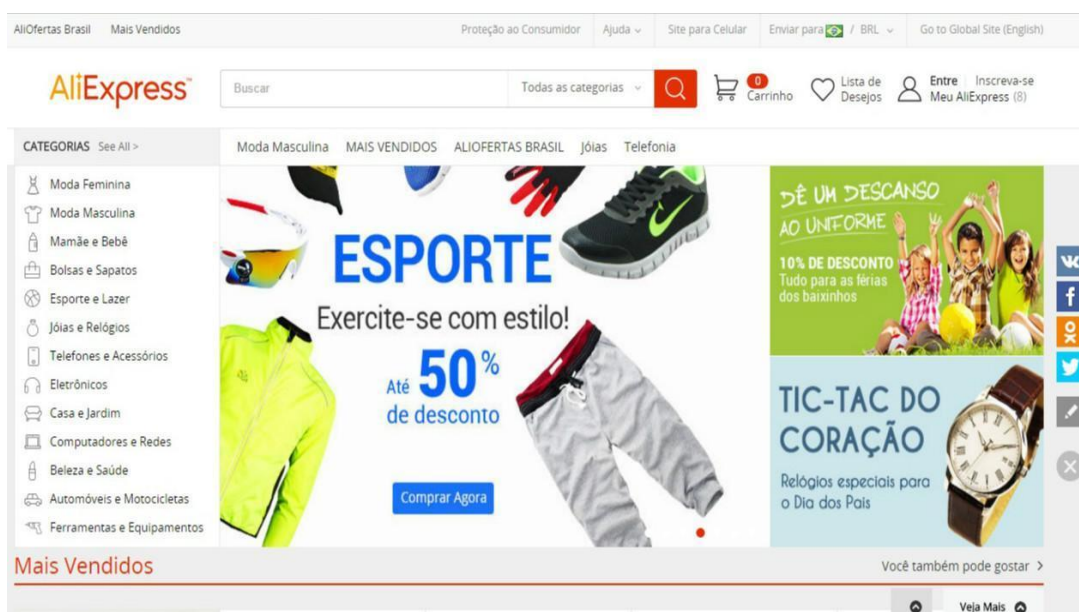 AliOfertas Brasil Mais Vendidos Proteção ao Consumidor Ajuda Site para Celular Enviar para / BRL Go to Global Site (English)
AliExpress™
Buscar Todas as categorias
0
Carrinho
Lista de
Desejos
Entre Inscreva-se
Meu AliExpress (8)
CATEGORIAS See All >
Moda Masculina MAIS VENDIDOS ALIOFERTAS BRASIL Jóias Telefonia
Moda Feminina
Moda Masculina
Mamãe e Bebê
Bolsas e Sapatos
Esporte e Lazer
Jóias e Relógios
Telefones e Acessórios
Eletrônicos
Casa e Jardim
Computadores e Redes
Beleza e Saúde
Automóveis e Motocicletas
Ferramentas e Equipamentos
ESPORTE
Exercite-se com estilo!
Até 50%
de desconto
Comprar Agora
DÊ UM DESCANSO
AO UNIFORME
10% DE DESCONTO
Tudo para as férias
dos baixinhos
TIC-TAC DO
CORAÇÃO
Relógios especiais para
o Dia dos Pais
Mais Vendidos Você também pode gostar >
Veja Mais